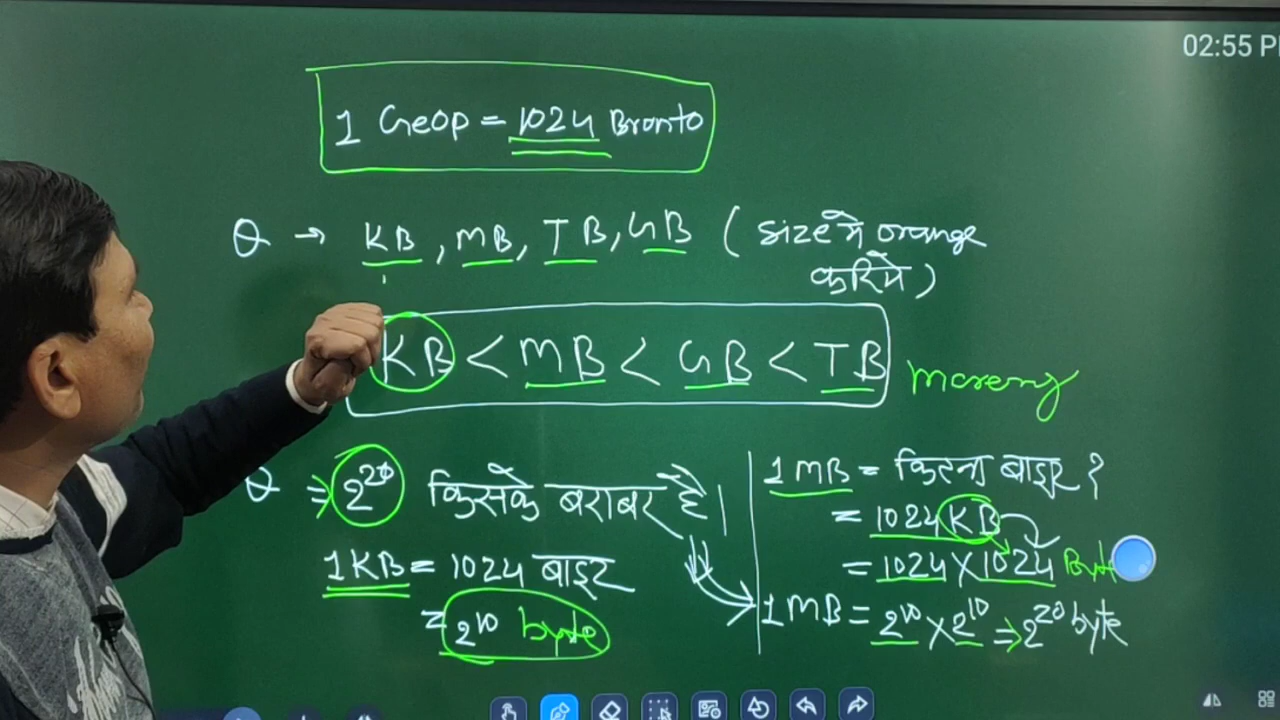 02:55 P
1 Geop = 1024 Bronto
Q → KB, MB, TB, GB ( size में orange
करिये )
KB < MB < GB < TB
Q ⇒ 2²⁰ किसके बराबर है।
1KB = 1024 बाइट
= 2¹⁰ byte
1 MB = कितना बाइट ?
= 1024 KB
= 1024 X 1024 Byt
1 MB = 2¹⁰ X 2¹⁰ ⇒ 2²⁰ byte